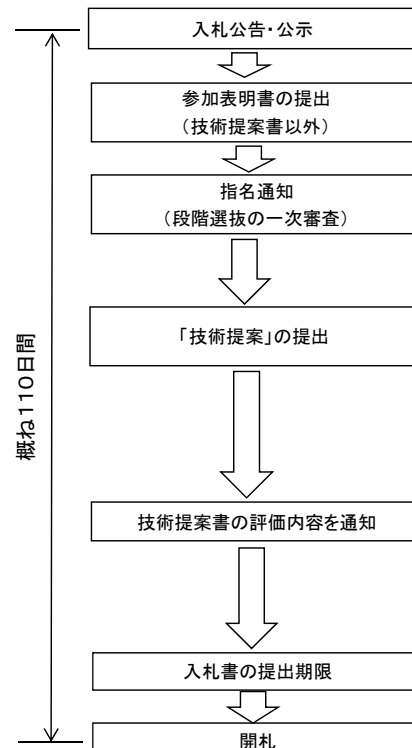 入札公告・公示
参加表明書の提出
（技術提案書以外）
指名通知
（段階選抜の一次審査）
「技術提案」の提出
概ね110日間
技術提案書の評価内容を通知
入札書の提出期限
開札